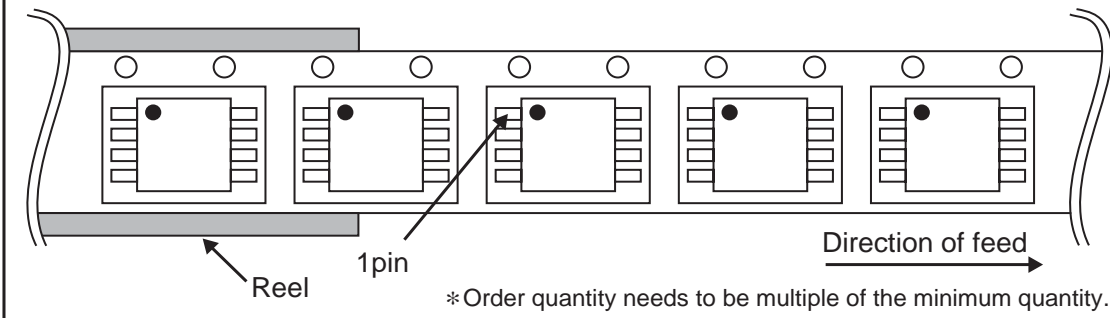 1pin
Reel
Direction of feed
*Order quantity needs to be multiple of the minimum quantity.